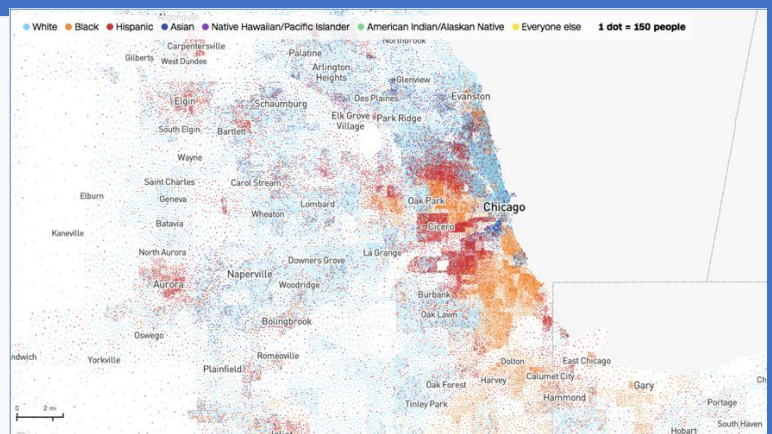 White Black Hispanic Asian Native Hawaiian/Pacific Islander American Indian/Alaskan Native Everyone else 1 dot = 150 people
Algonquin
Northbrook
Carpentersville
Palatine
Gilberts
West Dundee
Arlington
Heights
Glenview
Elgin
Schaumburg
Des Plaines
Evanston
Elk Grove
Village
Park Ridge
South Elgin
Bartlett
Wayne
Saint Charles
Carol Stream
Elburn
Geneva
Lombard
Oak Park
Chicago
Wheaton
Batavia
Cicero
Kaneville
North Aurora
Downers Grove
La Grange
Naperville
Aurora
Woodridge
Burbank
Bolingbrook
Oak Lawn
Oswego
ndwich
Yorkville
Romeoville
Plainfield
Dolton
East Chicago
Oak Forest
Harvey
Calumet City
Gary
Hammond
Tinley Park
Portage
South Haven
Hobart
Joliet
Ch
0 2 mi